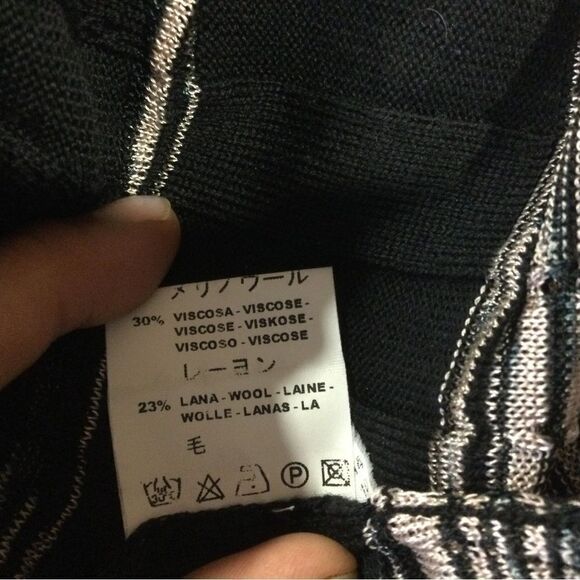 メリノウール
30% VISCOSA - VISCOSE -
VISCOSE - VISKOSE -
VISCOSO - VISCOSE
レーヨン
23% LANA - WOOL - LAINE -
WOLLE - LANAS - LA
毛
P